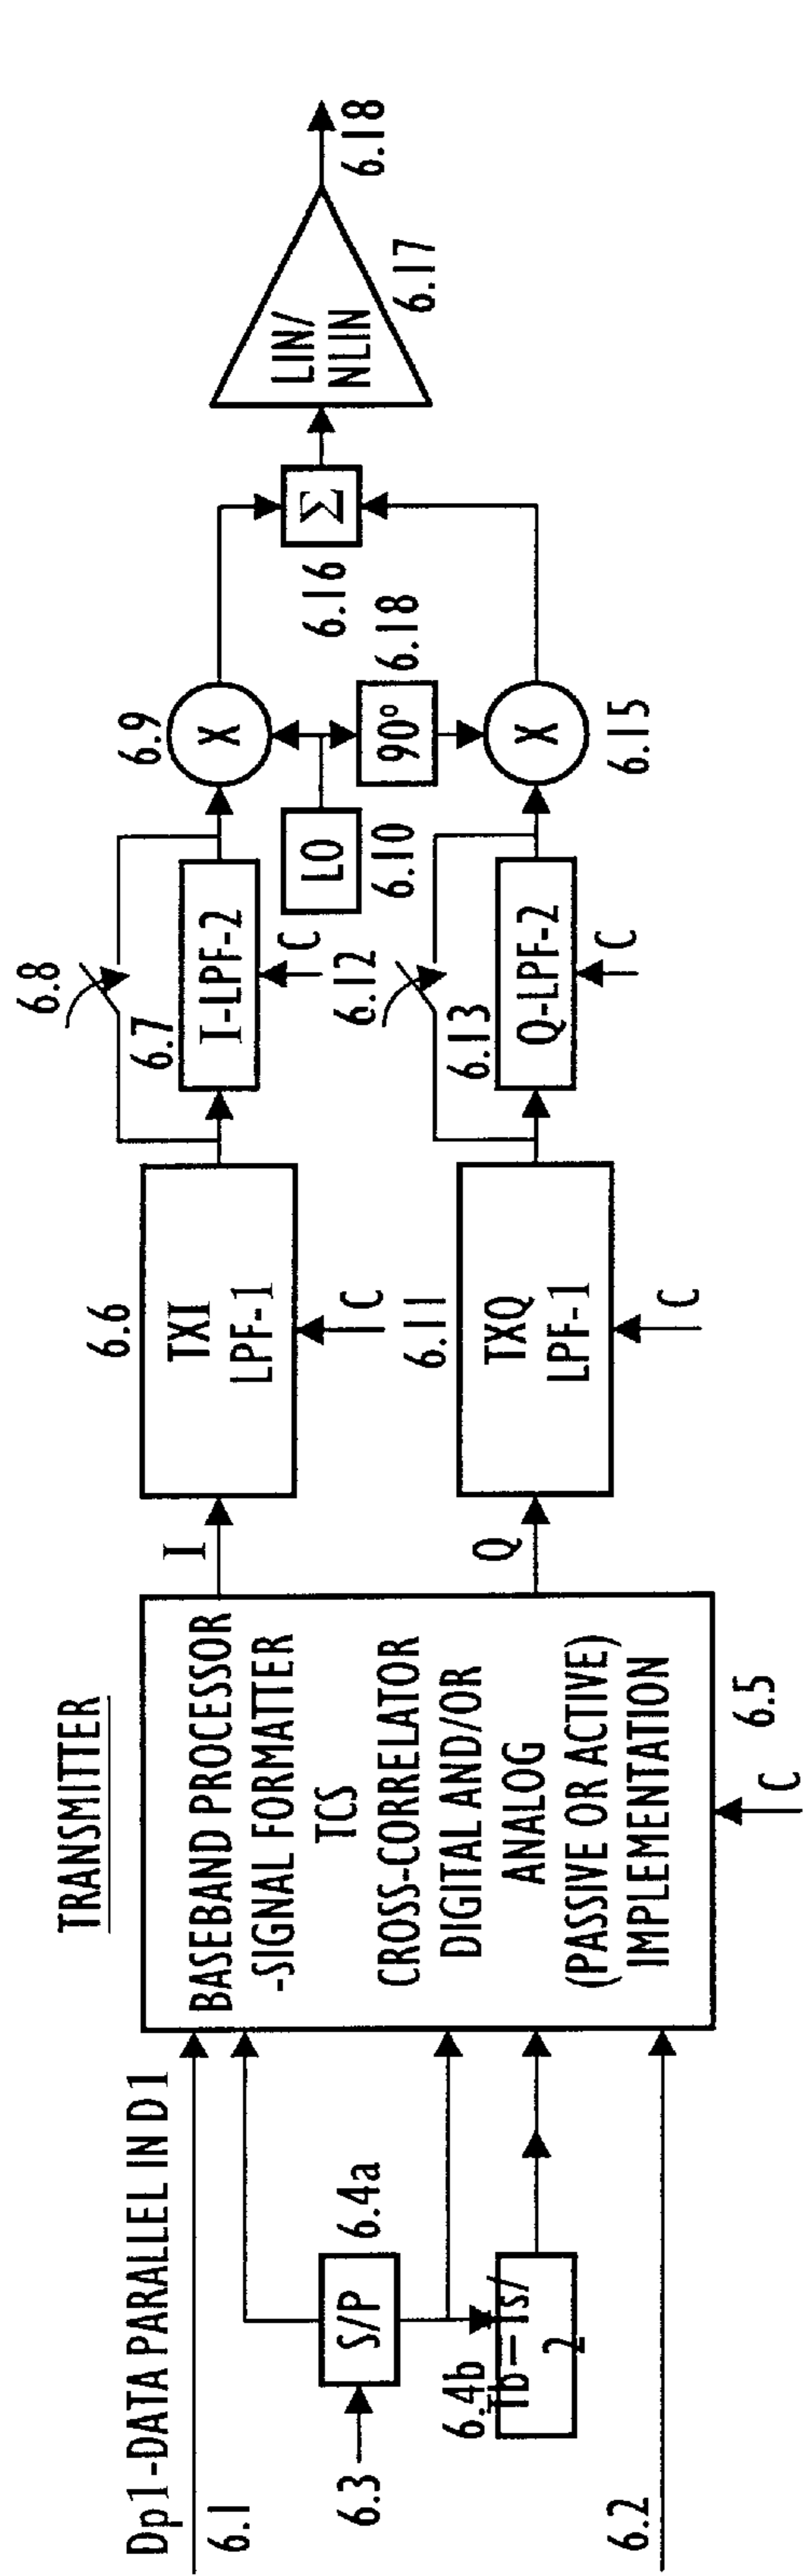 TRANSMITTER
Dp1-DATA PARALLEL IN D1
6.1
6.3
S/P
6.4a
6.4b
Tb=Ts/
2
6.2
BASEBAND PROCESSOR
-SIGNAL FORMATTER
TCS
CROSS-CORRELATOR
DIGITAL AND/OR
ANALOG
(PASSIVE OR ACTIVE)
IMPLEMENTATION
6.5
C
I
Q
6.6
TXI
LPF-1
C
6.11
TXQ
LPF-1
C
6.8
6.7
I-LPF-2
C
6.12
6.13
Q-LPF-2
C
6.9
X
LO
6.10
90°
6.18
X
6.15
Σ
6.16
LIN/
NLIN
6.17
6.18